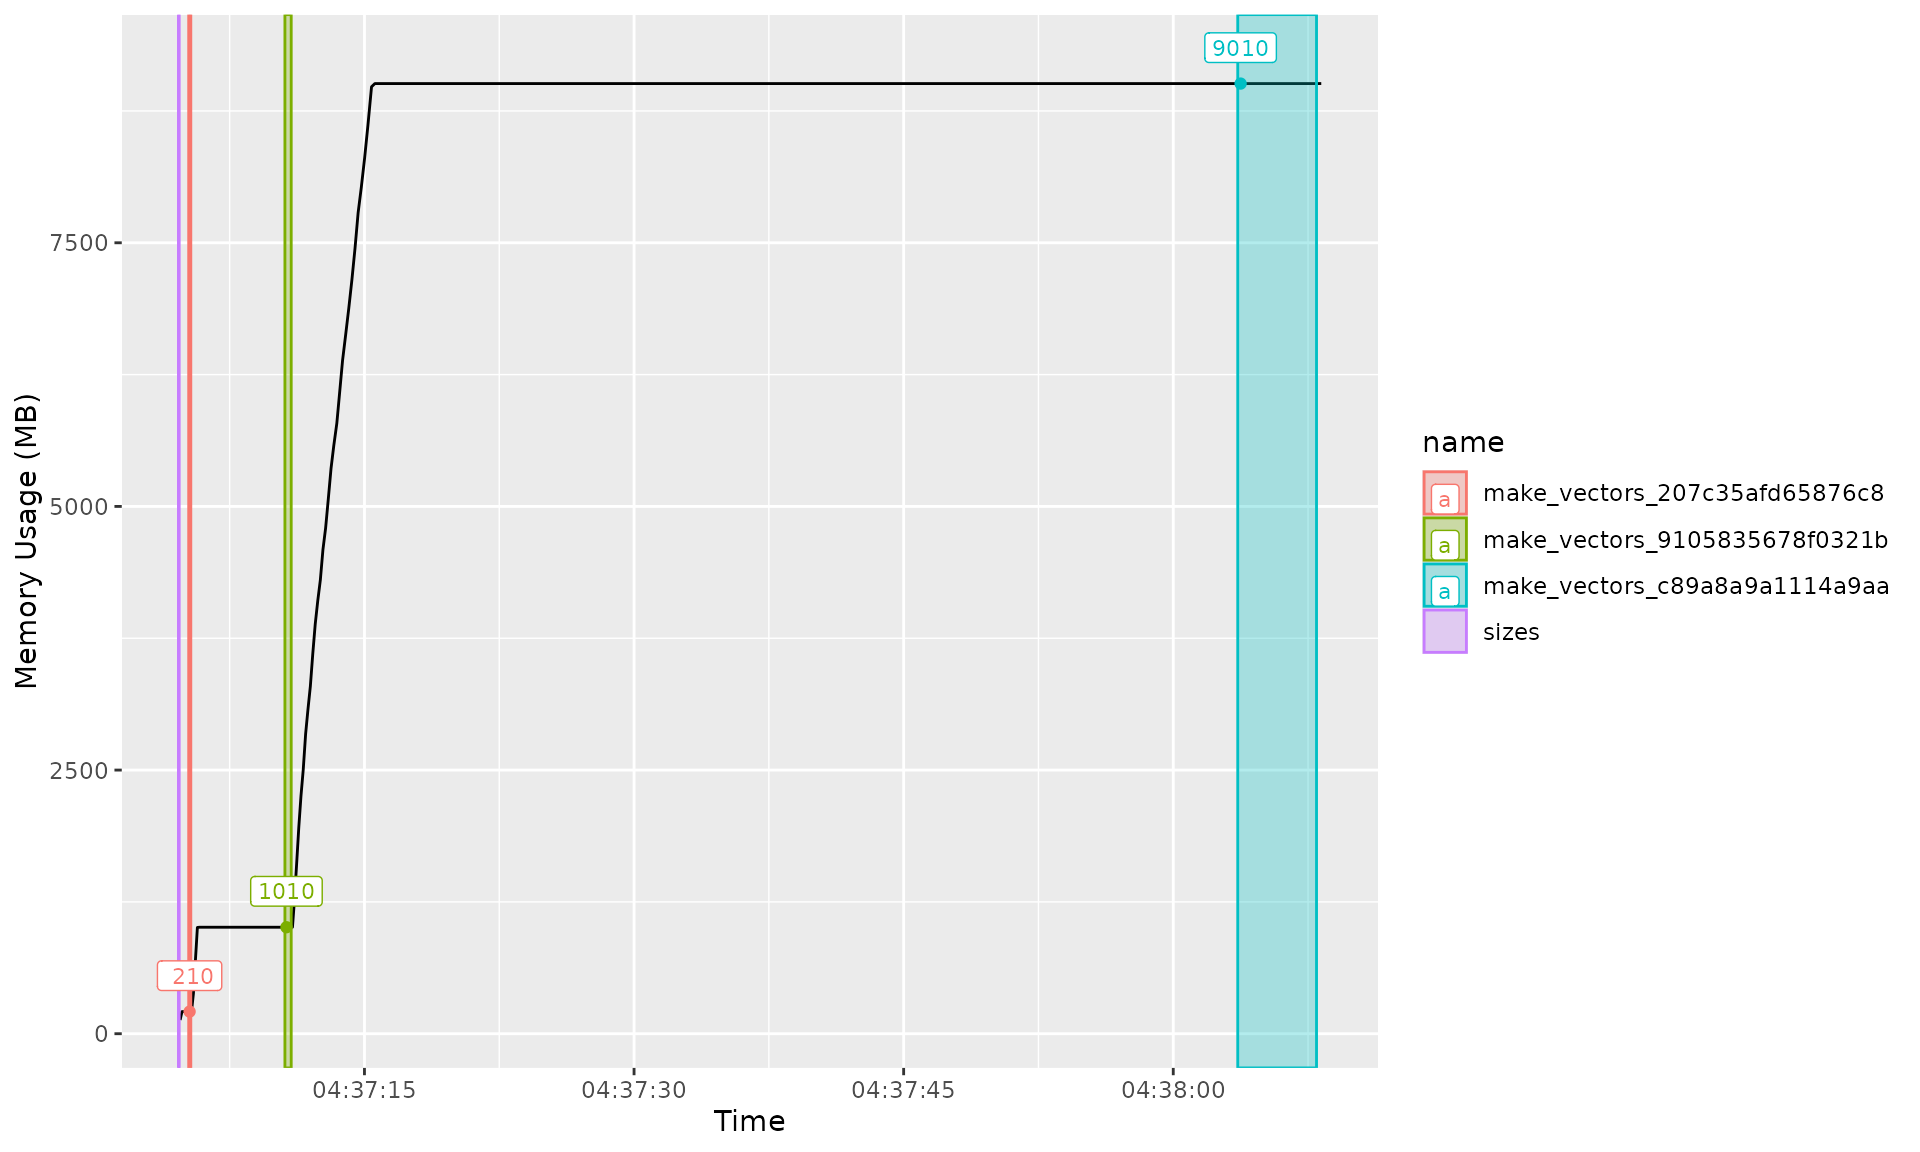 9010
7500
5000
2500
0
1010
210
Memory Usage (MB)
04:37:15
04:37:30
04:37:45
04:38:00
Time
name
a make_vectors_207c35afd65876c8
a make_vectors_9105835678f0321b
a make_vectors_c89a8a9a1114a9aa
sizes